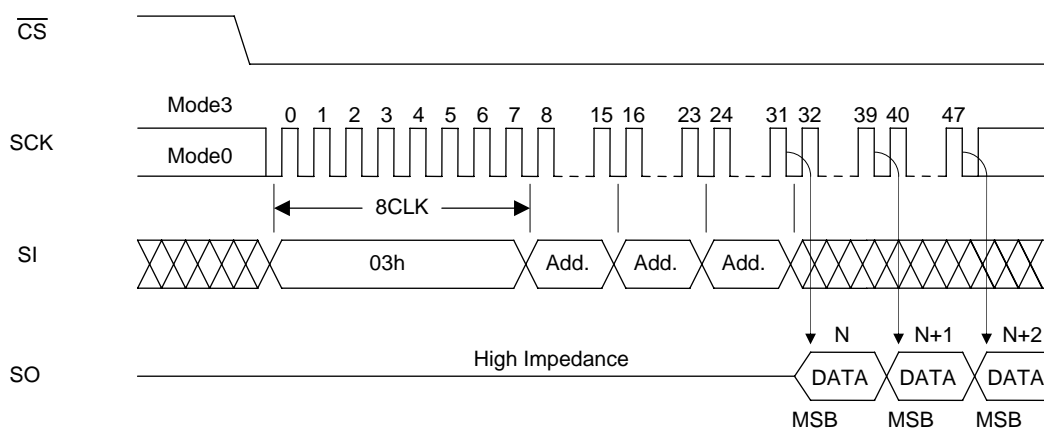 CS
Mode3
0 1 2 3 4 5 6 7 8 15 16 23 24 31 32 39 40 47
SCK
Mode0
8CLK
SI
03h Add. Add. Add.
N N+1 N+2
High Impedance
SO
DATA DATA DATA
MSB MSB MSB